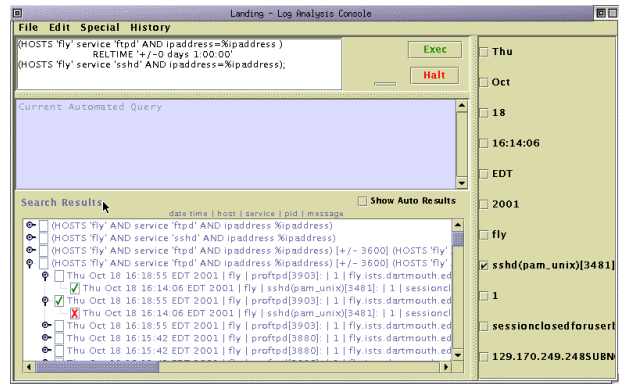 Landing - Log Analysis Console
File Edit Special History
(HOSTS 'fly' service 'ftpd' AND ipaddress=%ipaddress )
RELTIME '+/-0 days 1:00:00'
(HOSTS 'fly' service 'sshd' AND ipaddress=%ipaddress);
Exec
Halt
Current Automated Query
Search Results
Show Auto Results
date time | host | service | pid | message
(HOSTS 'fly' AND service 'ftpd' AND ipaddress %ipaddress)
(HOSTS 'fly' AND service 'sshd' AND ipaddress %ipaddress)
(HOSTS 'fly' AND service 'ftpd' AND ipaddress %ipaddress) [+/- 3600] (HOSTS 'fly'
(HOSTS 'fly' AND service 'ftpd' AND ipaddress %ipaddress) [+/- 3600] (HOSTS 'fly'
Thu Oct 18 16:18:55 EDT 2001 | fly | proftpd[3903]: | 1 | fly.ists.dartmouth.ed
Thu Oct 18 16:14:06 EDT 2001 | fly | sshd(pam_unix)[3481]: | 1 | sessioncl
Thu Oct 18 16:18:55 EDT 2001 | fly | proftpd[3903]: | 1 | fly.ists.dartmouth.ed
Thu Oct 18 16:14:06 EDT 2001 | fly | sshd(pam_unix)[3481]: | 1 | sessioncl
Thu Oct 18 16:18:55 EDT 2001 | fly | proftpd[3903]: | 1 | fly.ists.dartmouth.ed
Thu Oct 18 16:15:42 EDT 2001 | fly | proftpd[3880]: | 1 | fly.ists.dartmouth.ed
Thu Oct 18 16:15:42 EDT 2001 | fly | proftpd[3880]: | 1 | fly.ists.dartmouth.ed
Thu
Oct
18
16:14:06
EDT
2001
fly
sshd(pam_unix)[3481]
1
sessionclosedforuserb
129.170.249.248SUBN